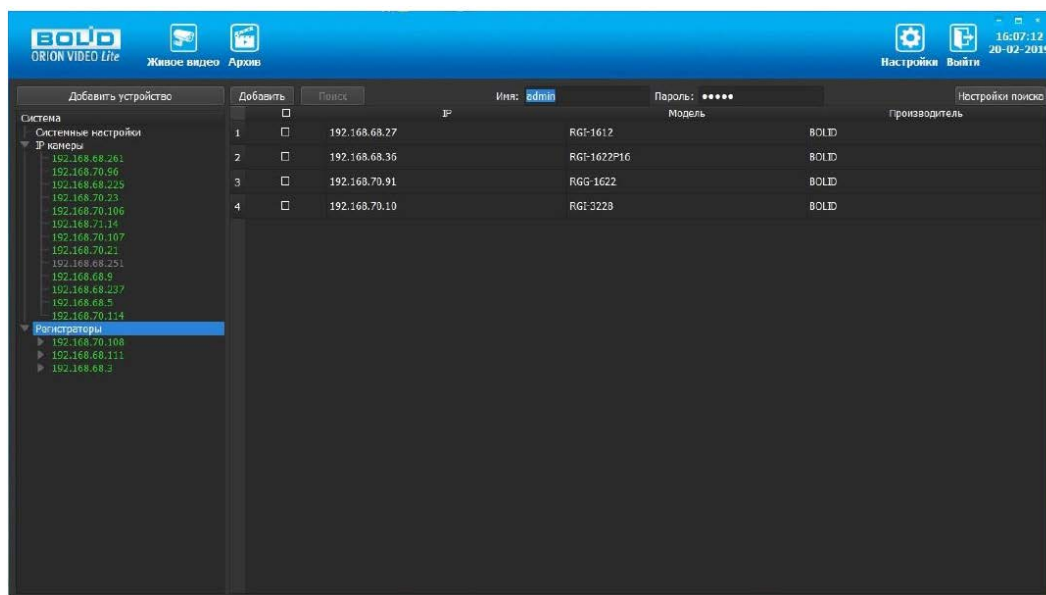 BOLID
ORION VIDEO Lite
Живое видео
Архив
Настройки
Выйти
16:07:12
20-02-2019
Добавить устройство
Добавить
Поиск
Имя: admin
Пароль: •••••
Настройки поиска
Система
Системные настройки
IP камеры
192.168.68.261
192.168.70.96
192.168.68.225
192.168.70.23
192.168.70.106
192.168.71.14
192.168.70.107
192.168.70.21
192.168.68.251
192.168.68.9
192.168.68.237
192.168.68.5
192.168.70.114
Регистраторы
192.168.70.108
192.168.68.111
192.168.68.3
IP Модель Производитель
1 192.168.68.27 RGI-1612 BOLID
2 192.168.68.36 RGI-1622P16 BOLID
3 192.168.70.91 RGG-1622 BOLID
4 192.168.70.10 RGI-3228 BOLID